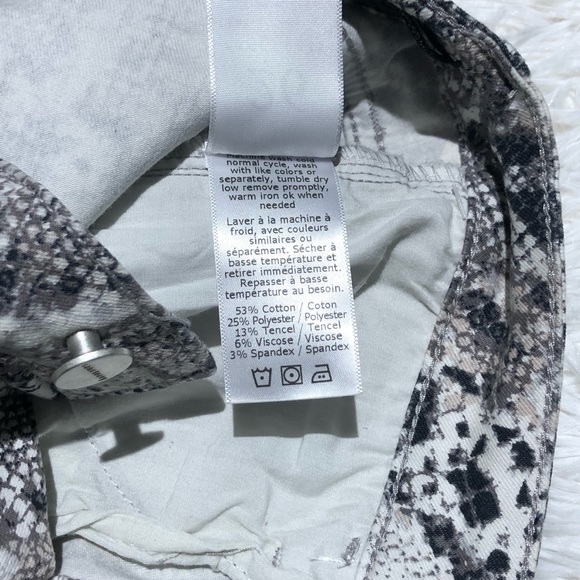 machine wash cold
normal cycle, wash
with like colors or
separately, tumble dry
low remove promptly,
warm iron ok when
needed
Laver à la machine à
froid, avec couleurs
similaires ou
séparément. Sécher à
basse température et
retirer immédiatement.
Repasser à basse
température au besoin.
53% Cotton / Coton
25% Polyester / Polyester
13% Tencel / Tencel
6% Viscose / Viscose
3% Spandex / Spandex